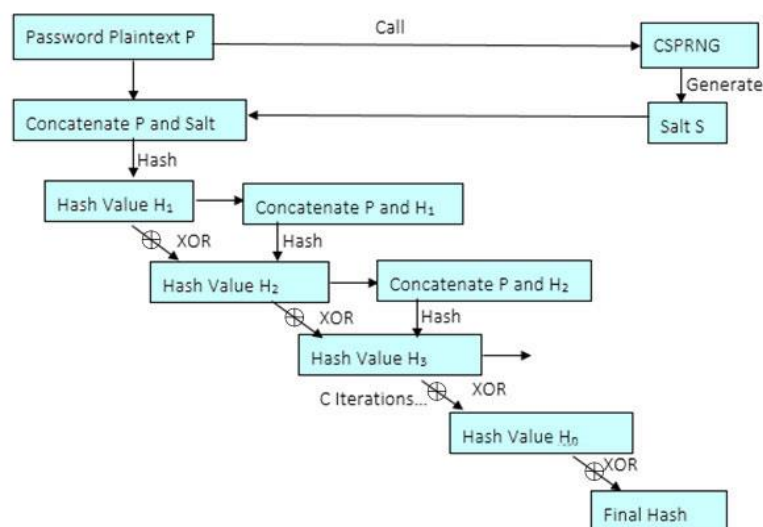 Password Plaintext P
Call
CSPRNG
Generate
Concatenate P and Salt
Salt S
Hash
Hash Value H₁
Concatenate P and H₁
XOR
Hash
Hash Value H₂
Concatenate P and H₂
XOR
Hash
Hash Value H₃
C Iterations...
XOR
Hash Value Hₙ
XOR
Final Hash